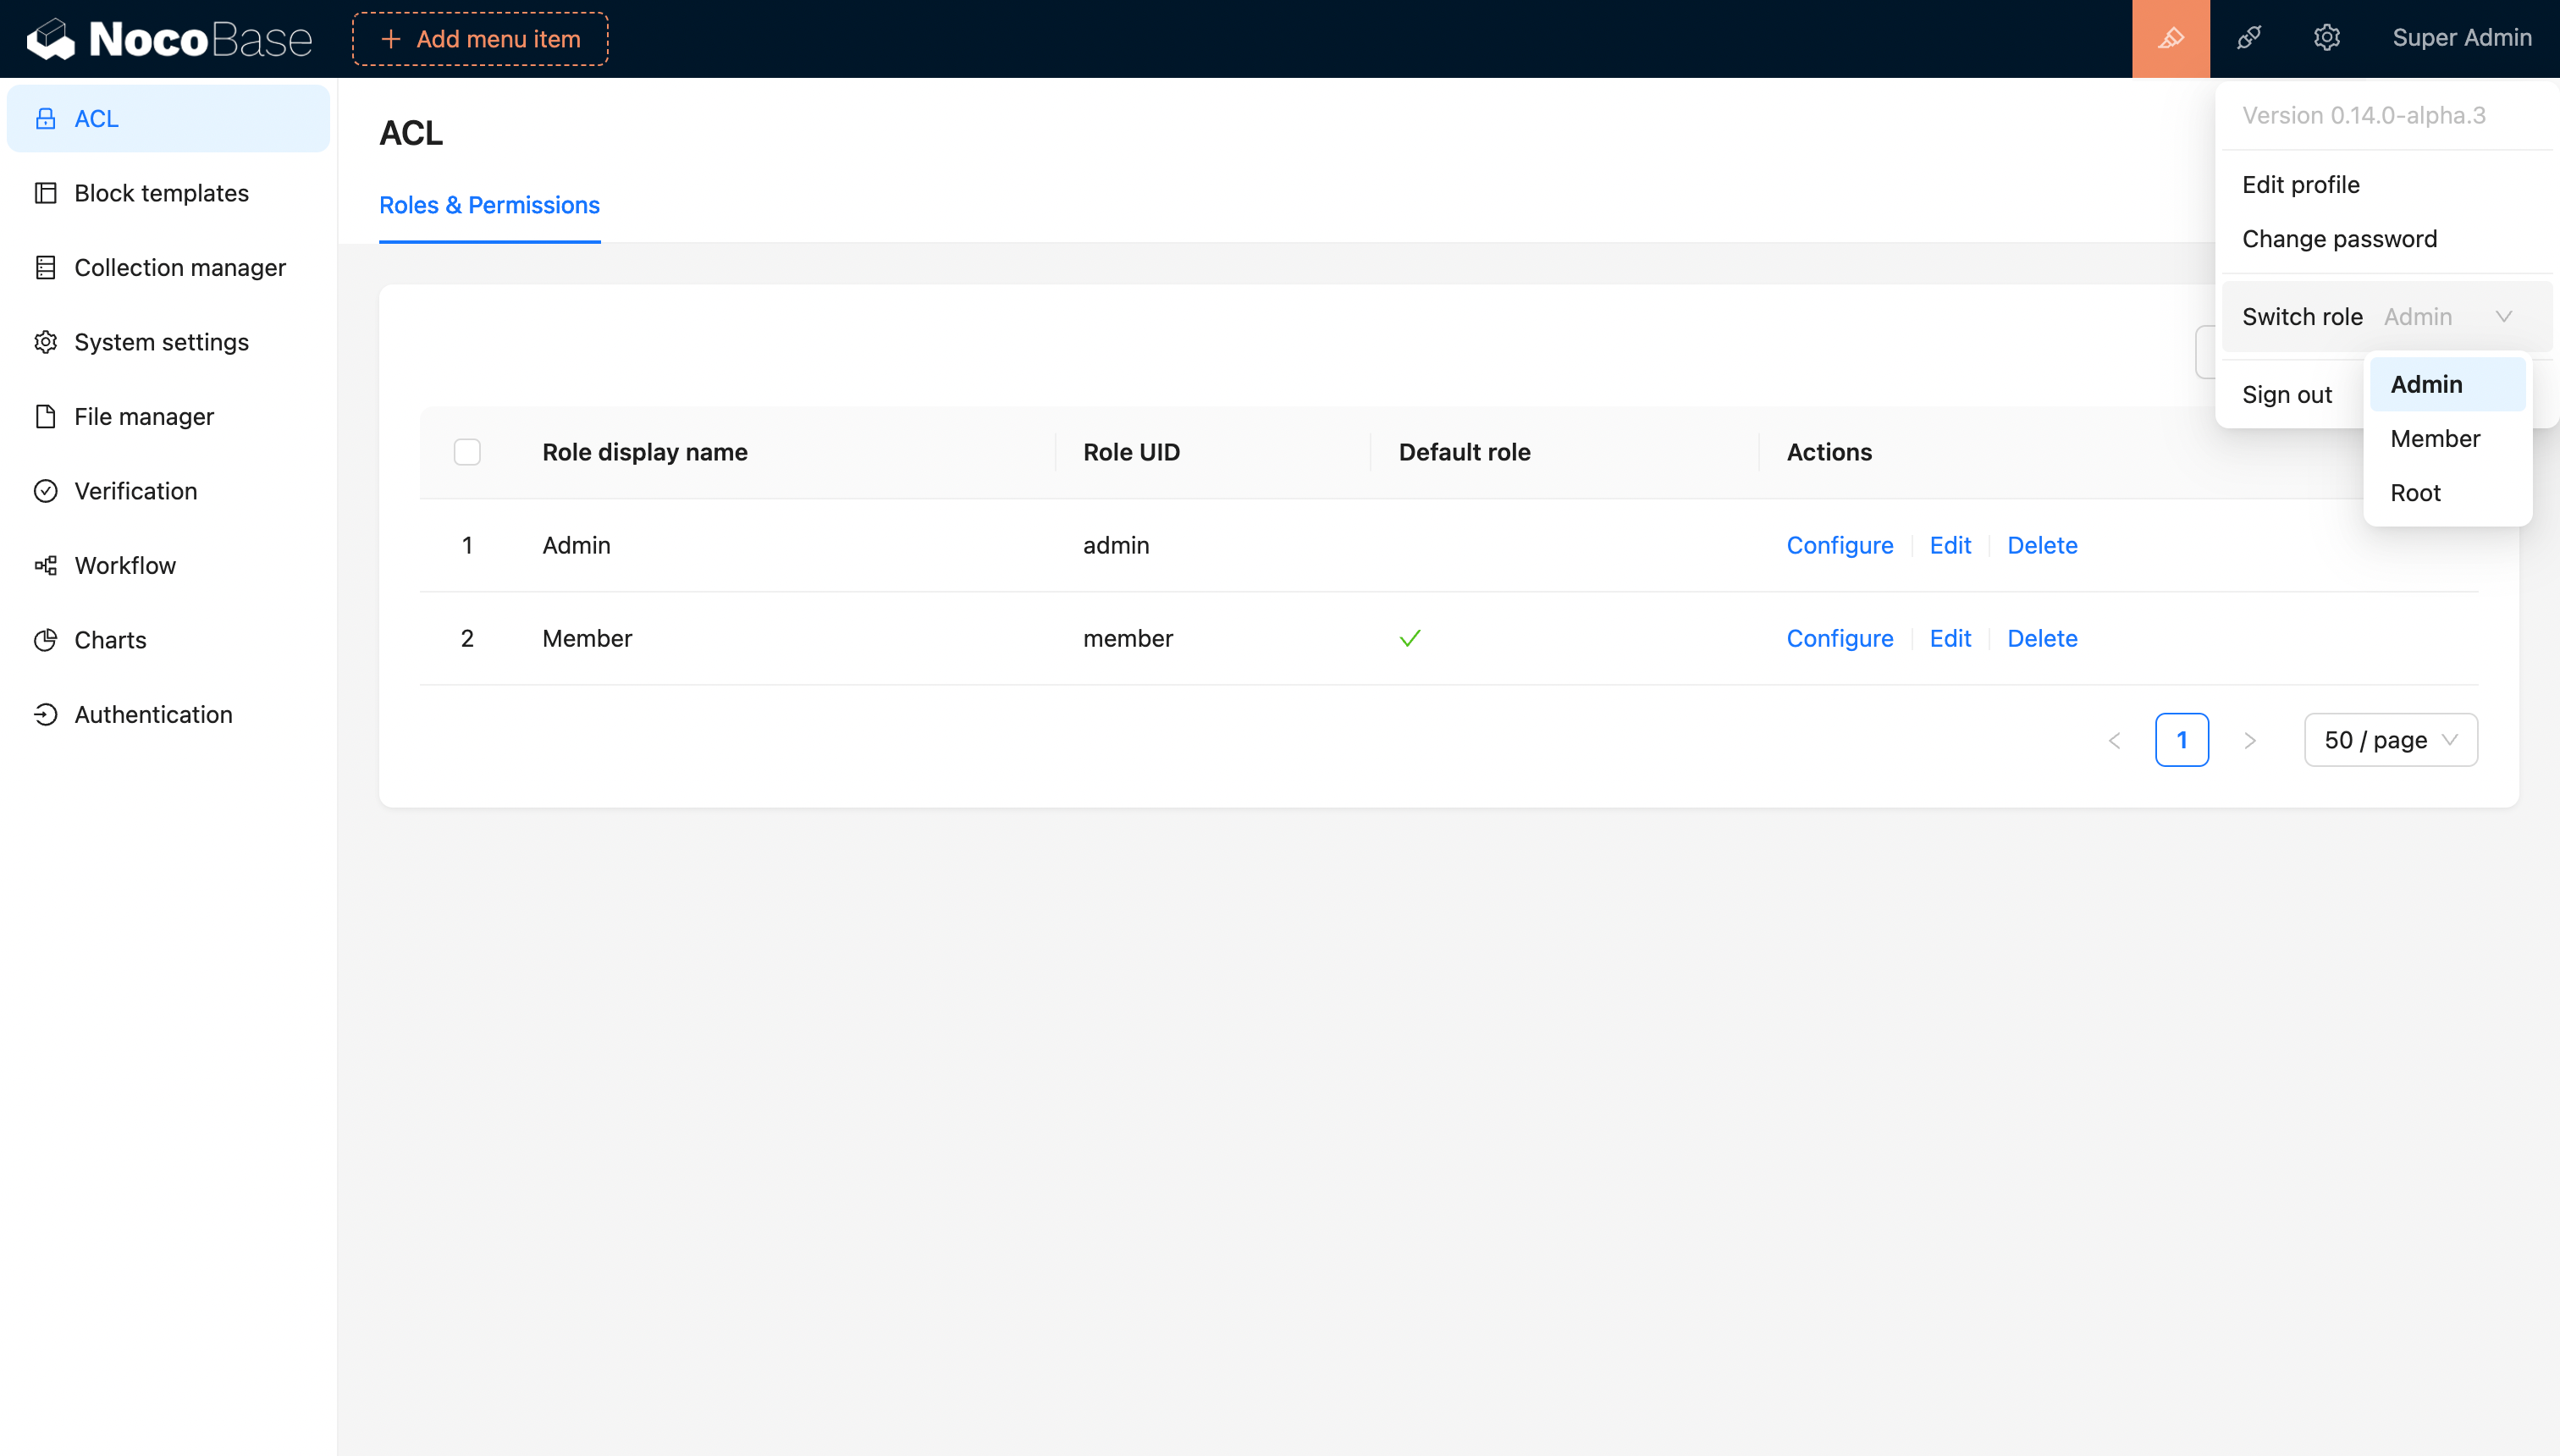 NocoBase
Add menu item
Super Admin
ACL
Block templates
Collection manager
System settings
File manager
Verification
Workflow
Charts
Authentication
ACL
Roles & Permissions
Version 0.14.0-alpha.3
Edit profile
Change password
Switch role Admin
Sign out
Admin
Member
Root
Role display name Role UID Default role Actions
1 Admin admin Configure Edit Delete
2 Member member Configure Edit Delete
1 50 / page